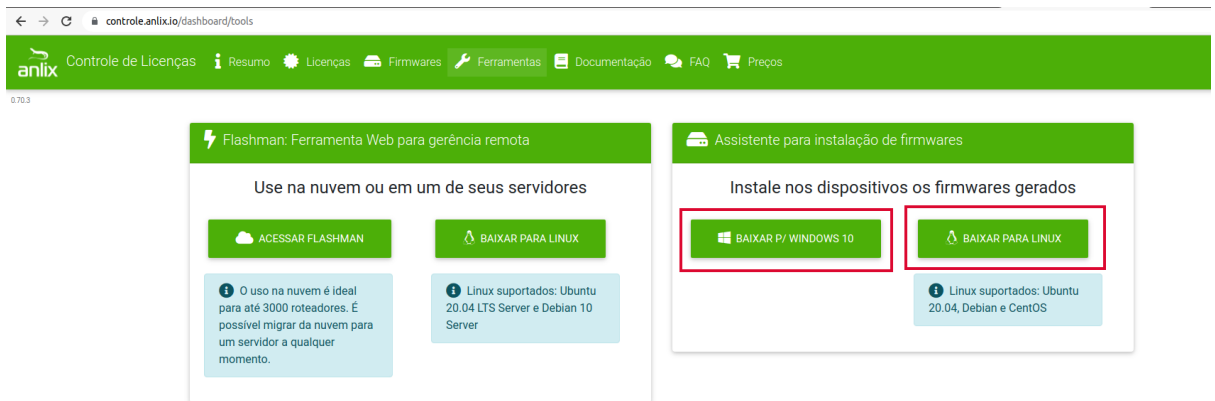 controle.anlix.io/dashboard/tools
anlix Controle de Licenças Resumo Licenças Firmwares Ferramentas Documentação FAQ Preços
0.70.3
Flashman: Ferramenta Web para gerência remota
Use na nuvem ou em um de seus servidores
ACESSAR FLASHMAN
BAIXAR PARA LINUX
O uso na nuvem é ideal
para até 3000 roteadores. É
possível migrar da nuvem para
um servidor a qualquer
momento.
Linux suportados: Ubuntu
20.04 LTS Server e Debian 10
Server
Assistente para instalação de firmwares
Instale nos dispositivos os firmwares gerados
BAIXAR P/ WINDOWS 10
BAIXAR PARA LINUX
Linux suportados: Ubuntu
20.04, Debian e CentOS